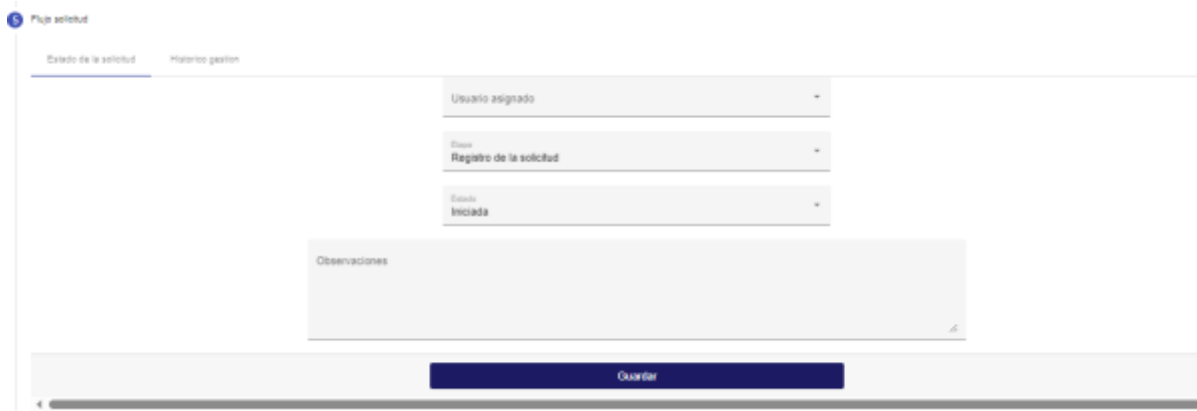 5 Flujo solicitud
Estado de la solicitud Historico gestion
Usuario asignado
Etapa
Registro de la solicitud
Estado
Iniciada
Observaciones
Guardar